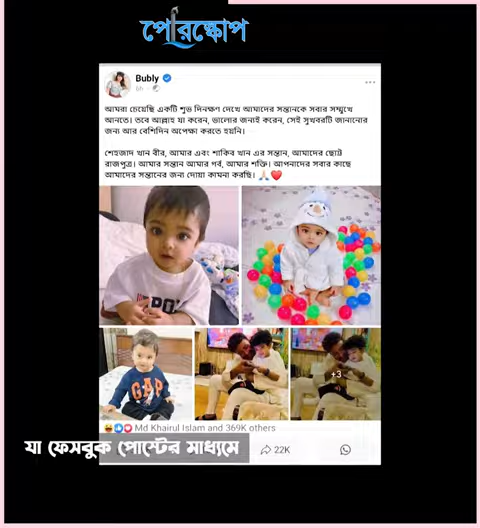 পেরিস্কোপ
Bubly
6h
আমরা চেয়েছি একটি শুভ দিনক্ষণ দেখে আমাদের সন্তানকে সবার সম্মুখে
আনতে। তবে আল্লাহ যা করেন, ভালোর জন্যই করেন, সেই সুখবরটি জানানোর
জন্য আর বেশিদিন অপেক্ষা করতে হয়নি।
শেহজাদ খান বীর, আমার এবং শাকিব খান এর সন্তান, আমাদের ছোট্ট
রাজপুত্র। আমার সন্তান আমার গর্ব, আমার শক্তি। আপনাদের সবার কাছে
আমাদের সন্তানের জন্য দোয়া কামনা করছি। 🙏🏻❤️
GAP
+3
Md Khairul Islam and 369K others
22K
যা ফেসবুক পোস্টের মাধ্যমে